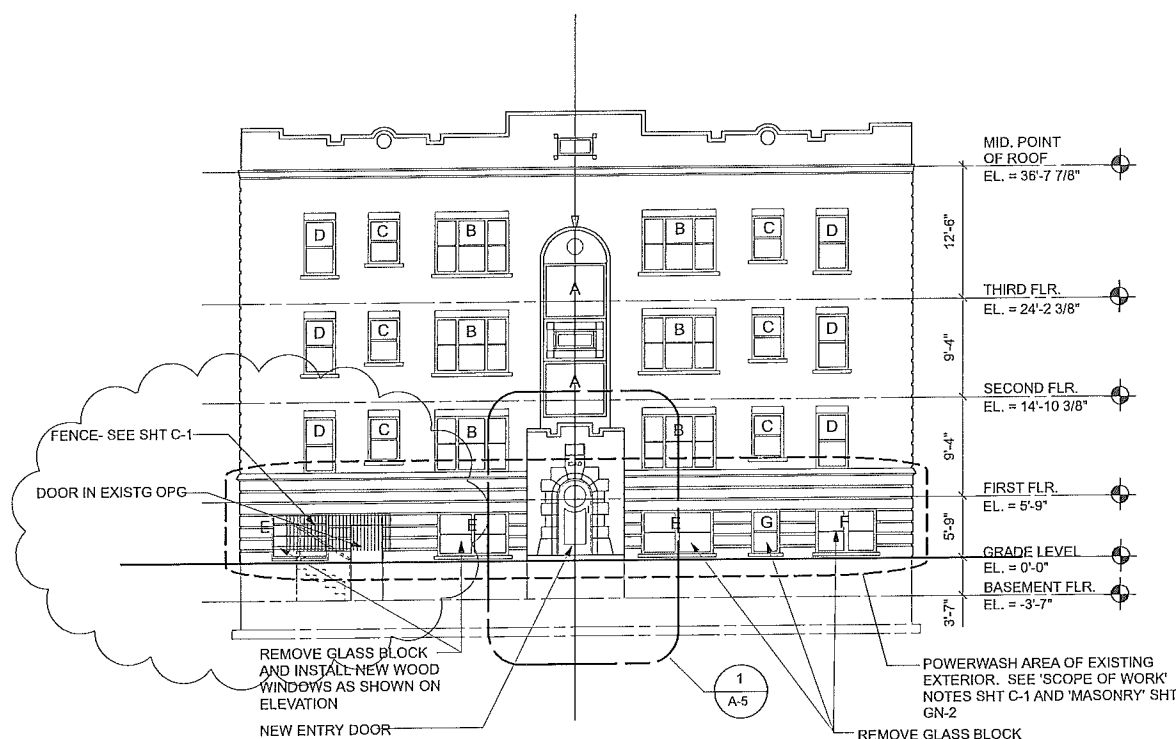 MID. POINT
OF ROOF
EL. = 36'-7 7/8"
12'-6"
D C B B C D
A
THIRD FLR.
EL. = 24'-2 3/8"
9'-4"
D C B B C D
A
SECOND FLR.
EL. = 14'-10 3/8"
9'-4"
D C B B C D
FENCE- SEE SHT C-1
DOOR IN EXISTG OPG
FIRST FLR.
EL. = 5'-9"
5'-9"
E E E G F
GRADE LEVEL
EL. = 0'-0"
BASEMENT FLR.
EL. = -3'-7"
3'-7"
REMOVE GLASS BLOCK
AND INSTALL NEW WOOD
WINDOWS AS SHOWN ON
ELEVATION
NEW ENTRY DOOR
1
A-5
POWERWASH AREA OF EXISTING
EXTERIOR. SEE 'SCOPE OF WORK'
NOTES SHT C-1 AND 'MASONRY' SHT
GN-2
REMOVE GLASS BLOCK